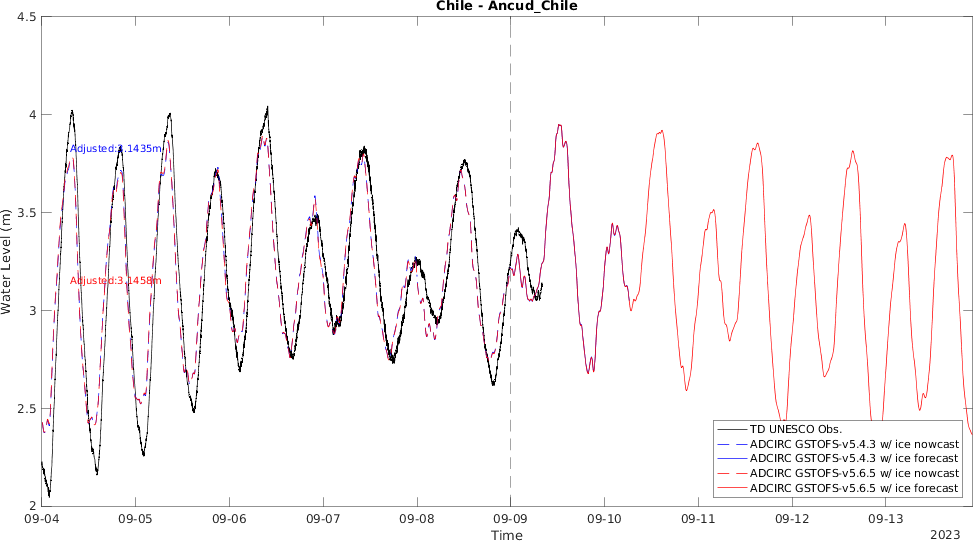 Chile - Ancud_Chile
4.5
4
3.5
3
2.5
2
Water Level (m)
Adjusted:3.1435m
Adjusted:3.1458m
TD UNESCO Obs.
ADCIRC GSTOFS-v5.4.3 w/ ice nowcast
ADCIRC GSTOFS-v5.4.3 w/ ice forecast
ADCIRC GSTOFS-v5.6.5 w/ ice nowcast
ADCIRC GSTOFS-v5.6.5 w/ ice forecast
09-04 09-05 09-06 09-07 09-08 09-09 09-10 09-11 09-12 09-13
Time
2023